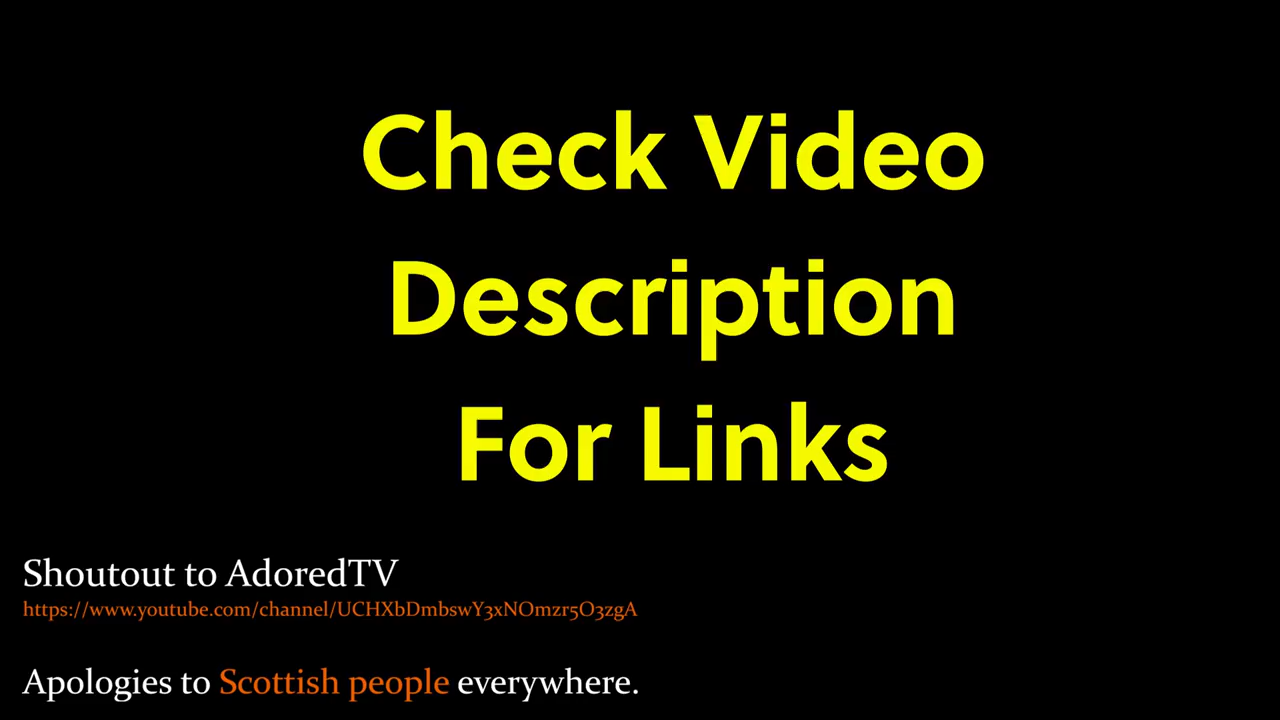 Check Video
Description
For Links
Shoutout to AdoredTV
https://www.youtube.com/channel/UCHXbDmbswY3xNOmzr5O3zgA
Apologies to Scottish people everywhere.